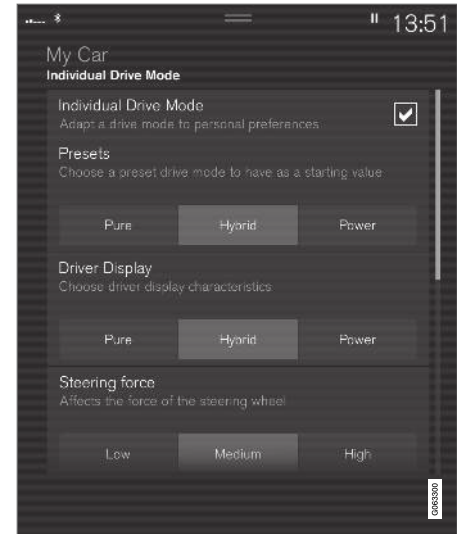 13:51
My Car
Individual Drive Mode
Individual Drive Mode
Adapt a drive mode to personal preferences
Presets
Choose a preset drive mode to have as a starting value
Pure Hybrid Power
Driver Display
Choose driver display characteristics
Pure Hybrid Power
Steering force
Affects the force of the steering wheel
Low Medium High
G063300